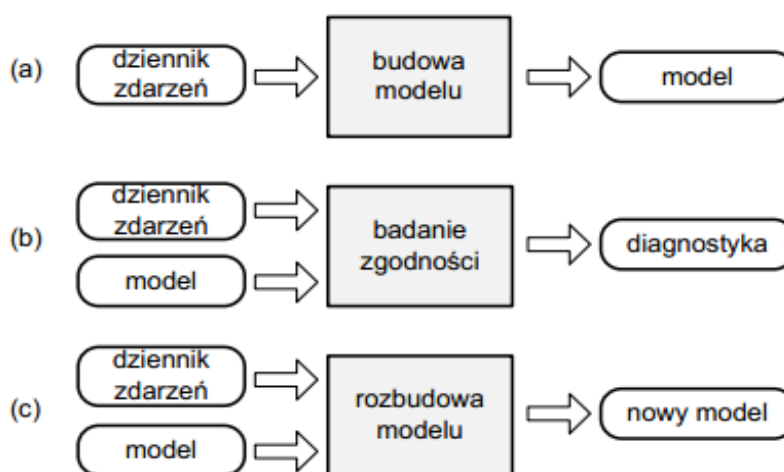 (a)
dziennik
zdarzeń
budowa
modelu
model
(b)
dziennik
zdarzeń
model
badanie
zgodności
diagnostyka
(c)
dziennik
zdarzeń
model
rozbudowa
modelu
nowy model